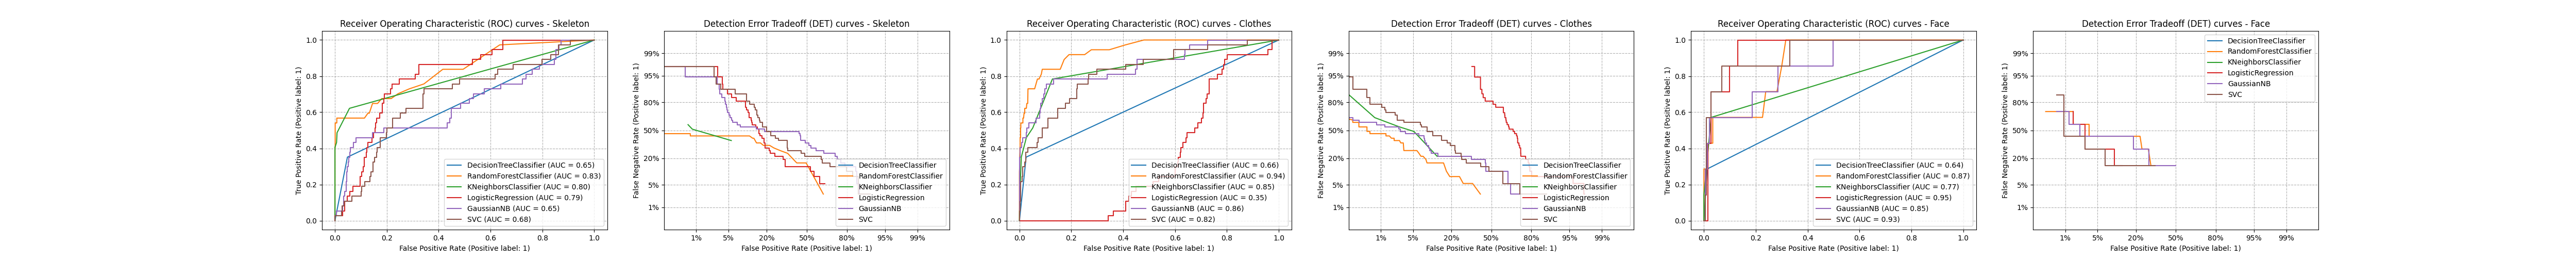 Receiver Operating Characteristic (ROC) curves - Skeleton
True Positive Rate (Positive label: 1)
1.0
0.8
0.6
0.4
0.2
0.0
DecisionTreeClassifier (AUC = 0.65)
RandomForestClassifier (AUC = 0.83)
KNeighborsClassifier (AUC = 0.80)
LogisticRegression (AUC = 0.79)
GaussianNB (AUC = 0.65)
SVC (AUC = 0.68)
0.0 0.2 0.4 0.6 0.8 1.0
False Positive Rate (Positive label: 1)
Detection Error Tradeoff (DET) curves - Skeleton
False Negative Rate (Positive label: 1)
99%
95%
80%
50%
20%
5%
1%
DecisionTreeClassifier
RandomForestClassifier
KNeighborsClassifier
LogisticRegression
GaussianNB
SVC
1% 5% 20% 50% 80% 95% 99%
False Positive Rate (Positive label: 1)
Receiver Operating Characteristic (ROC) curves - Clothes
True Positive Rate (Positive label: 1)
1.0
0.8
0.6
0.4
0.2
0.0
DecisionTreeClassifier (AUC = 0.66)
RandomForestClassifier (AUC = 0.94)
KNeighborsClassifier (AUC = 0.85)
LogisticRegression (AUC = 0.35)
GaussianNB (AUC = 0.86)
SVC (AUC = 0.82)
0.0 0.2 0.4 0.6 0.8 1.0
False Positive Rate (Positive label: 1)
Detection Error Tradeoff (DET) curves - Clothes
False Negative Rate (Positive label: 1)
99%
95%
80%
50%
20%
5%
1%
DecisionTreeClassifier
RandomForestClassifier
KNeighborsClassifier
LogisticRegression
GaussianNB
SVC
1% 5% 20% 50% 80% 95% 99%
False Positive Rate (Positive label: 1)
Receiver Operating Characteristic (ROC) curves - Face
True Positive Rate (Positive label: 1)
1.0
0.8
0.6
0.4
0.2
0.0
DecisionTreeClassifier (AUC = 0.64)
RandomForestClassifier (AUC = 0.87)
KNeighborsClassifier (AUC = 0.77)
LogisticRegression (AUC = 0.95)
GaussianNB (AUC = 0.85)
SVC (AUC = 0.93)
0.0 0.2 0.4 0.6 0.8 1.0
False Positive Rate (Positive label: 1)
Detection Error Tradeoff (DET) curves - Face
False Negative Rate (Positive label: 1)
99%
95%
80%
50%
20%
5%
1%
DecisionTreeClassifier
RandomForestClassifier
KNeighborsClassifier
LogisticRegression
GaussianNB
SVC
1% 5% 20% 50% 80% 95% 99%
False Positive Rate (Positive label: 1)